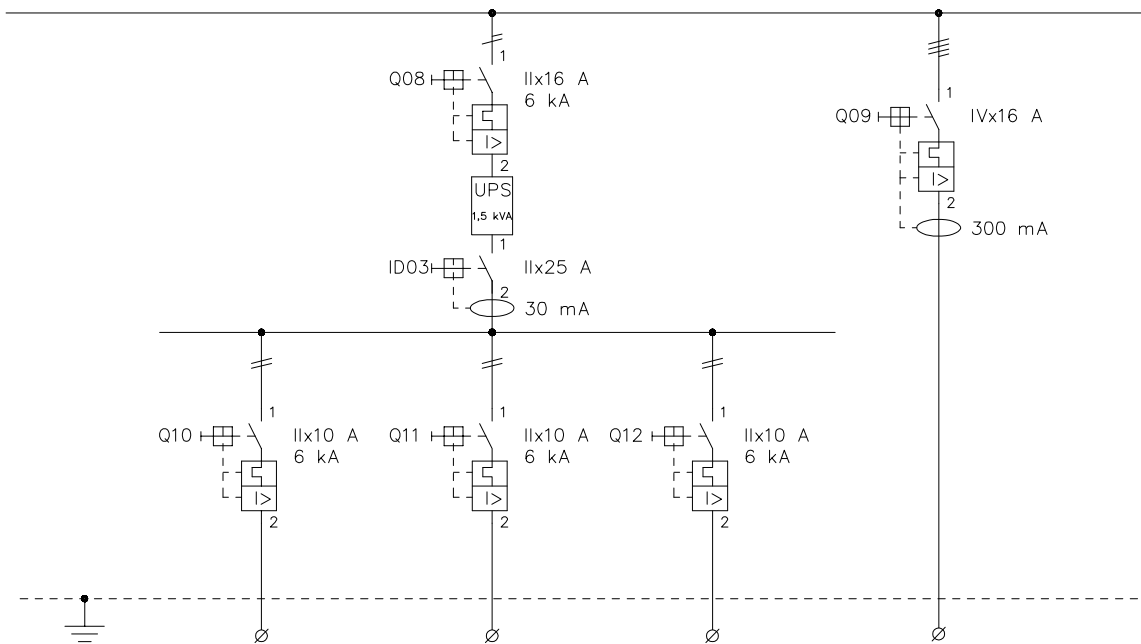 1
Q08
IIx16 A
6 kA
2
UPS
1,5 kVA
1
ID03
IIx25 A
2
30 mA
1
Q09
IVx16 A
I>
2
300 mA
I>
1
Q10
IIx10 A
6 kA
I>
2
1
Q11
IIx10 A
6 kA
I>
2
1
Q12
IIx10 A
6 kA
I>
2